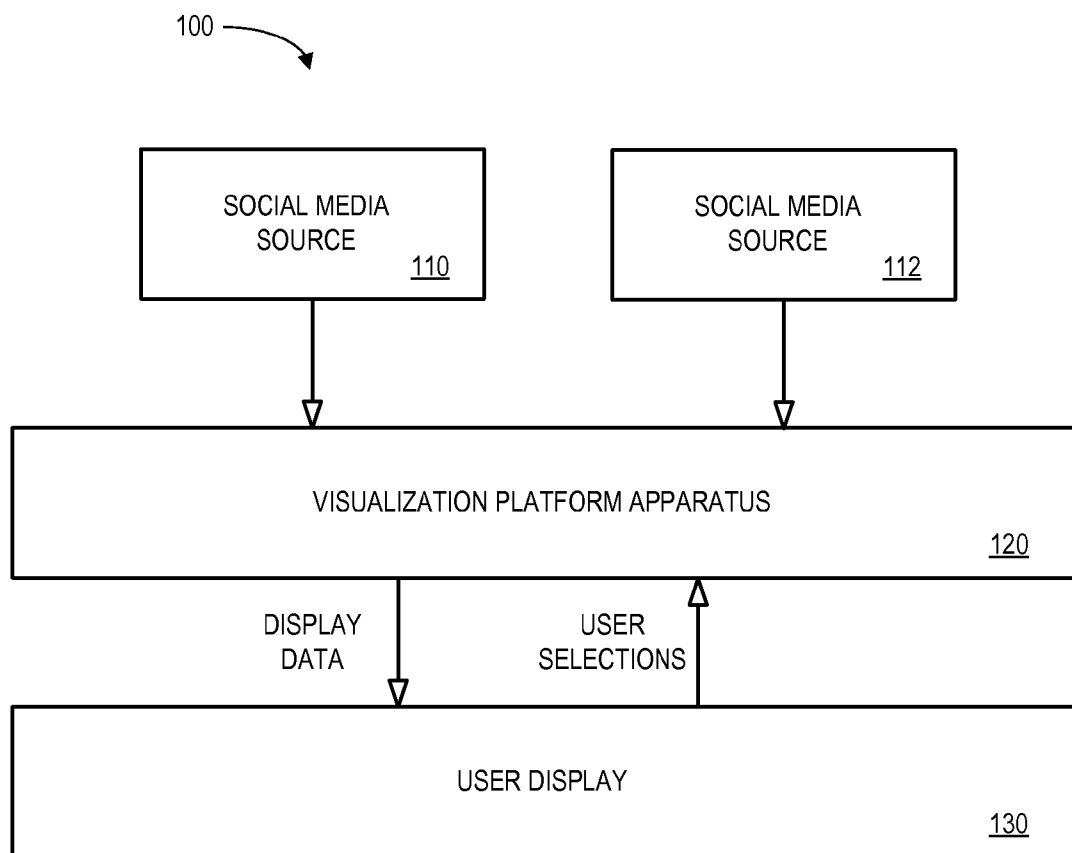 100
SOCIAL MEDIA
SOURCE
110
SOCIAL MEDIA
SOURCE
112
VISUALIZATION PLATFORM APPARATUS
120
DISPLAY
DATA
USER
SELECTIONS
USER DISPLAY
130